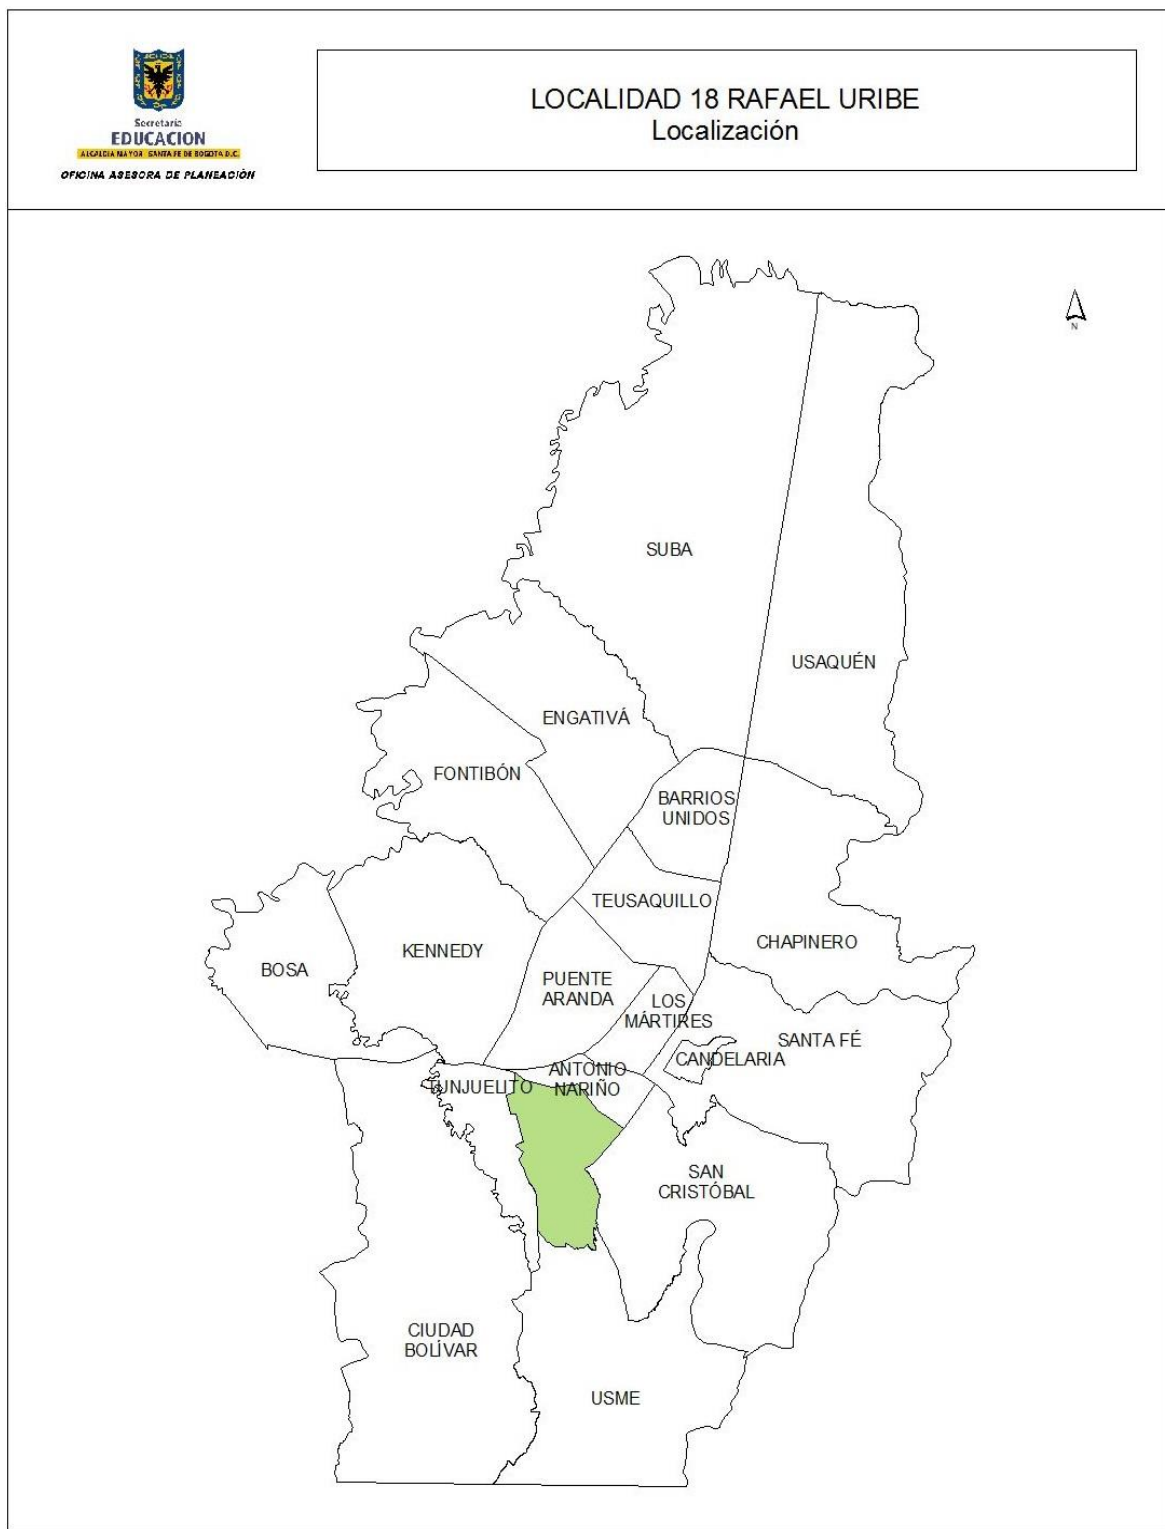 Secretaría
EDUCACION
ALCALDIA MAYOR SANTA FE DE BOGOTA D.C.
OFICINA ASESORA DE PLANEACIÓN
LOCALIDAD 18 RAFAEL URIBE
Localización
N
SUBA
USAQUÉN
ENGATIVÁ
FONTIBÓN
BARRIOS
UNIDOS
TEUSAQUILLO
CHAPINERO
KENNEDY
BOSA
PUENTE
ARANDA
LOS
MÁRTIRES
SANTA FÉ
CANDELARIA
ANTONIO
NARIÑO
TUNJUELITO
SAN
CRISTÓBAL
CIUDAD
BOLÍVAR
USME